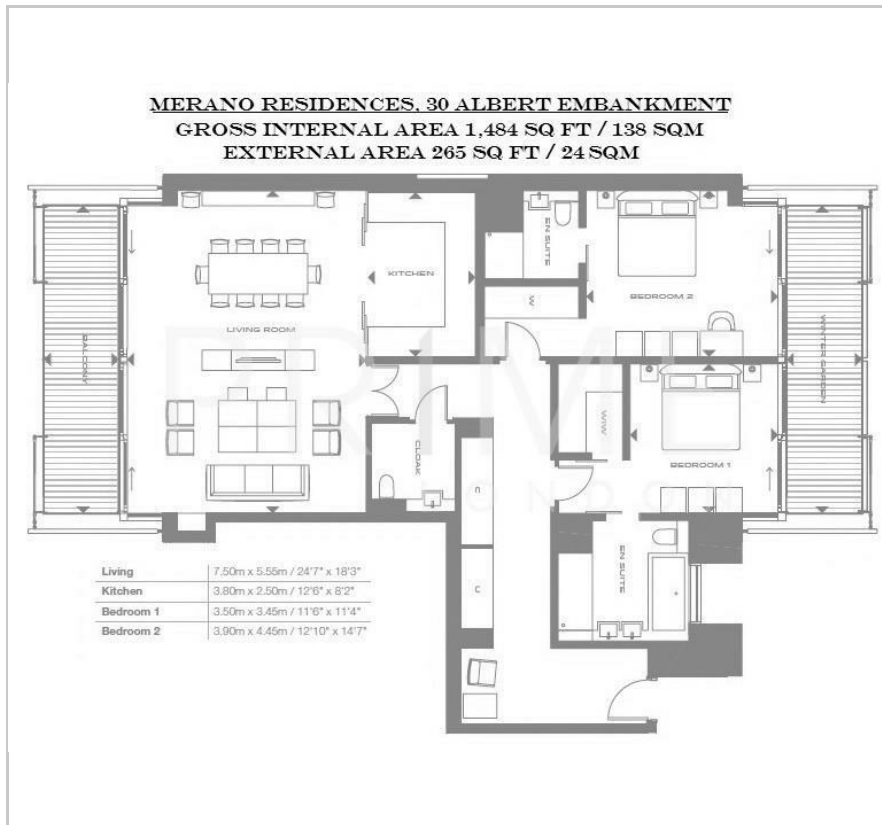 MERANO RESIDENCES, 30 ALBERT EMBANKMENT
GROSS INTERNAL AREA 1,484 SQ FT / 138 SQM
EXTERNAL AREA 265 SQ FT / 24 SQM
EN SUITE
KITCHEN
BEDROOM 2
W
LIVING ROOM
BALCONY
WINTER GARDEN
PRIME
LONDON
W/W
CLOAK
BEDROOM 1
U
EN SUITE
C
Living 7.50m x 5.55m / 24'7" x 18'3"
Kitchen 3.80m x 2.50m / 12'6" x 8'2"
Bedroom 1 3.50m x 3.45m / 11'6" x 11'4"
Bedroom 2 3.90m x 4.45m / 12'10" x 14'7"